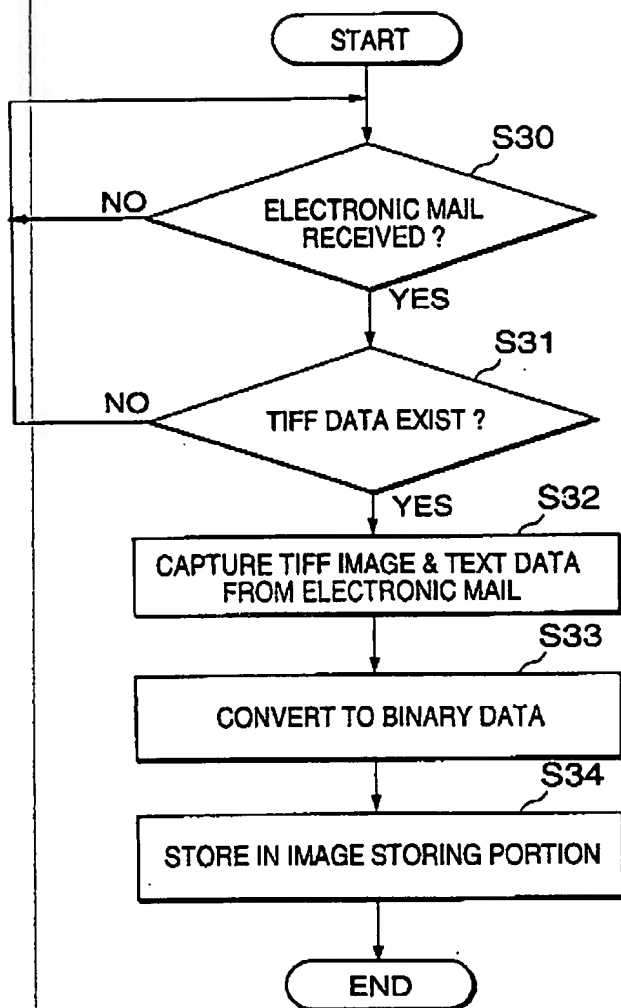 START
S30
NO
ELECTRONIC MAIL
RECEIVED ?
YES
S31
NO
TIFF DATA EXIST ?
YES
S32
CAPTURE TIFF IMAGE & TEXT DATA
FROM ELECTRONIC MAIL
S33
CONVERT TO BINARY DATA
S34
STORE IN IMAGE STORING PORTION
END